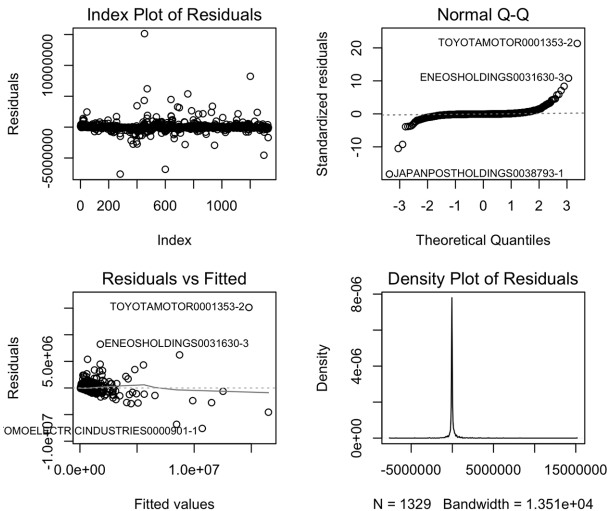 Index Plot of Residuals
Residuals
-5000000
10000000
0 200 600 1000
Index
Normal Q-Q
Standardized residuals
-10 0 10 20
TOYOTAMOTOR0001353-2
ENEOSHOLDINGS0031630-3
JAPANPOSTHOLDINGS0038793-1
-3 -2 -1 0 1 2 3
Theoretical Quantiles
Residuals vs Fitted
Residuals
-1.0e+07
5.0e+06
TOYOTAMOTOR0001353-2
ENEOSHOLDINGS0031630-3
OMOELECTRICINDUSTRIES0000901-1
0.0e+00 1.0e+07
Fitted values
Density Plot of Residuals
Density
0e+00 4e-06 8e-06
-5000000 5000000 15000000
N = 1329 Bandwidth = 1.351e+04